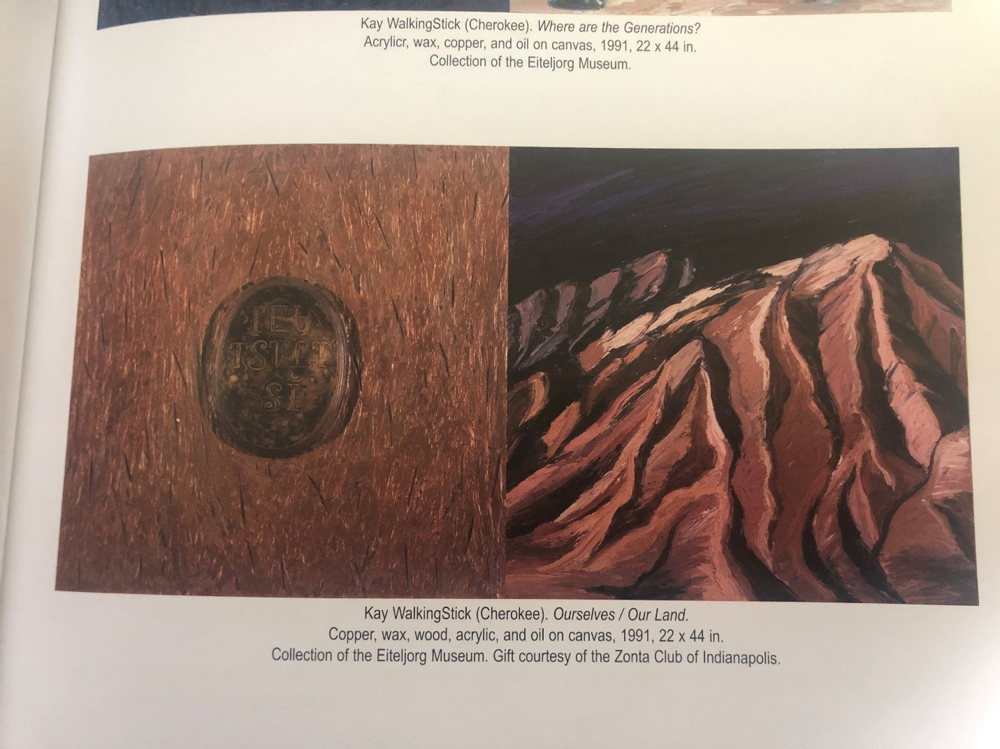 Kay WalkingStick (Cherokee). Where are the Generations?
Acrylicr, wax, copper, and oil on canvas, 1991, 22 x 44 in.
Collection of the Eiteljorg Museum.
Kay WalkingStick (Cherokee). Ourselves / Our Land.
Copper, wax, wood, acrylic, and oil on canvas, 1991, 22 x 44 in.
Collection of the Eiteljorg Museum. Gift courtesy of the Zonta Club of Indianapolis.